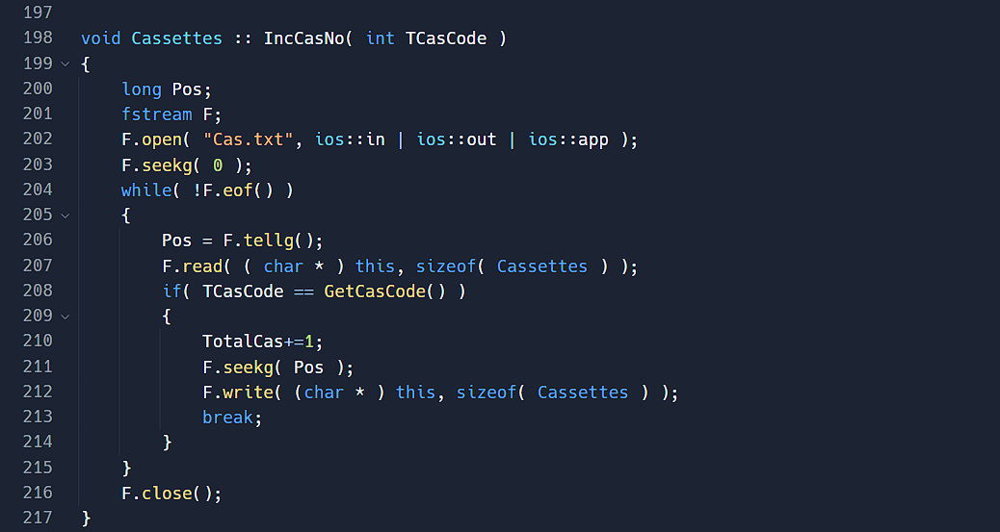 197
198 void Cassettes :: IncCasNo( int TCasCode )
199 {
200     long Pos;
201     fstream F;
202     F.open( "Cas.txt", ios::in | ios::out | ios::app );
203     F.seekg( 0 );
204     while( !F.eof() )
205     {
206         Pos = F.tellg();
207         F.read( ( char * ) this, sizeof( Cassettes ) );
208         if( TCasCode == GetCasCode() )
209         {
210             TotalCas+=1;
211             F.seekg( Pos );
212             F.write( (char * ) this, sizeof( Cassettes ) );
213             break;
214         }
215     }
216     F.close();
217 }